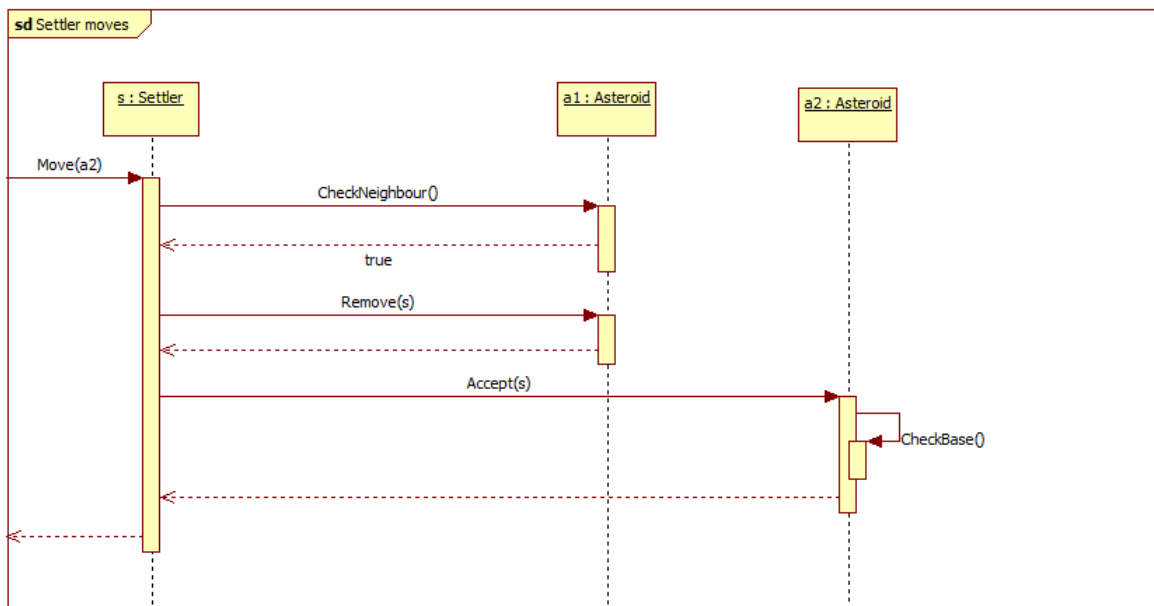 sd Settler moves
s : Settler
a1 : Asteroid
a2 : Asteroid
Move(a2)
CheckNeighbour()
true
Remove(s)
Accept(s)
CheckBase()